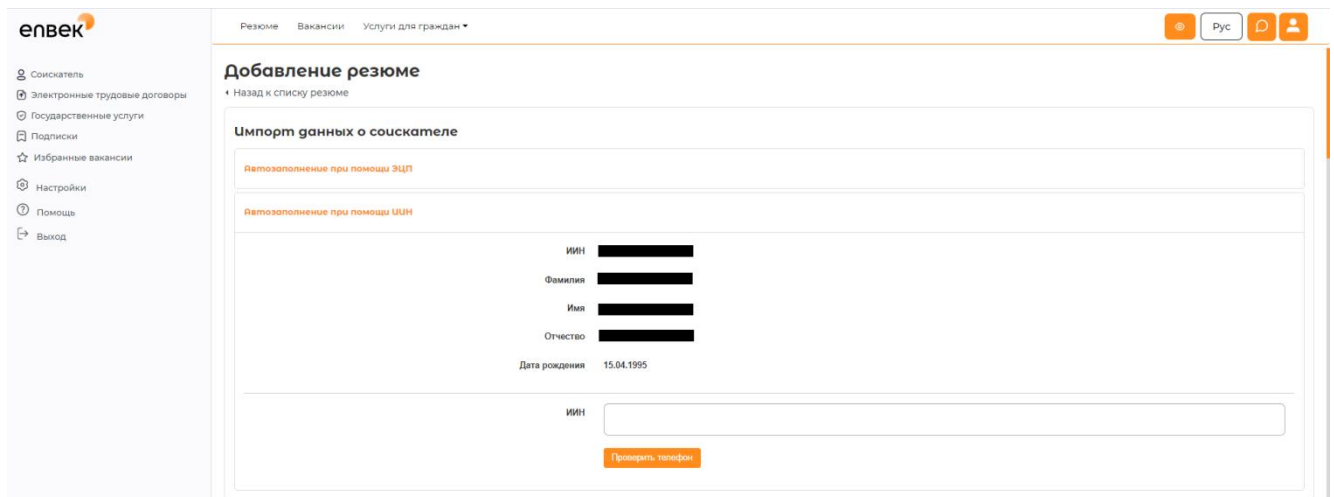 enbek
Резюме Вакансии Услуги для граждан
Рус
Соискатель
Электронные трудовые договоры
Государственные услуги
Подписки
Избранные вакансии
Настройки
Помощь
Выход
Добавление резюме
Назад к списку резюме
Импорт данных о соискателе
Автозаполнение при помощи ЭЦП
Автозаполнение при помощи ИИН
ИИН
Фамилия
Имя
Отчество
Дата рождения 15.04.1995
ИИН
Проверить телефон